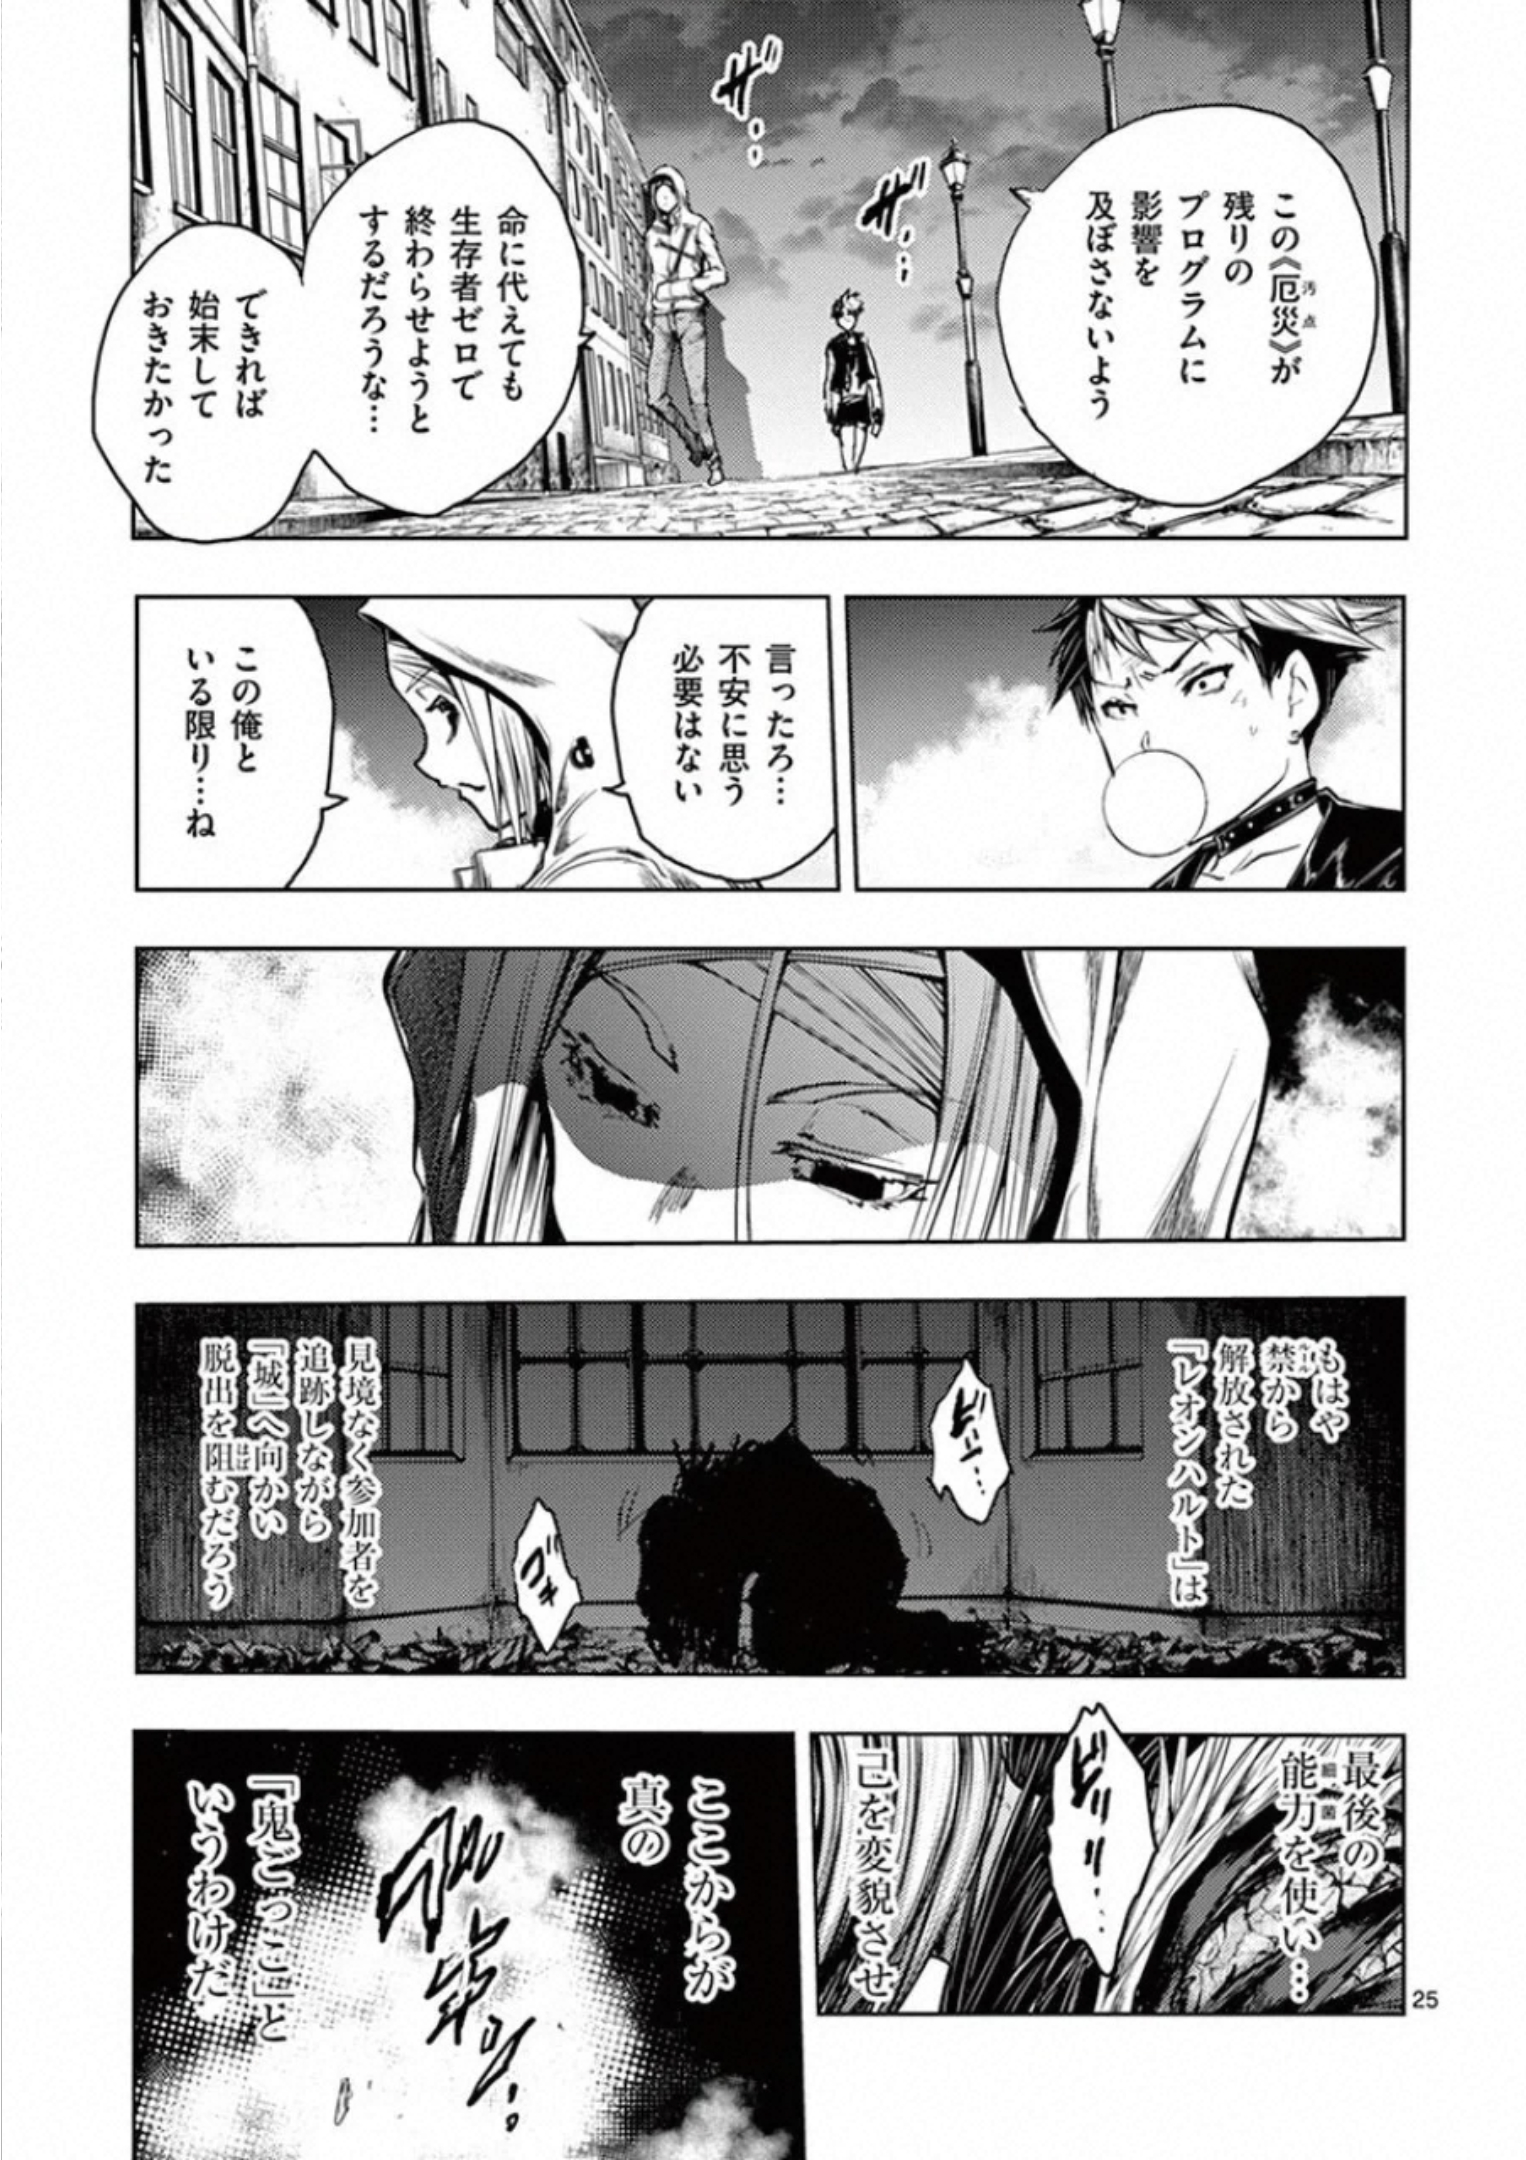 この《厄災》が
汚点
残りの
プログラムに
影響を
及ぼさないよう
ザ‥
ザ‥
命に代えても
生存者ゼロで
終わらせようと
するだろうな…
できれば
始末して
おきたかった
言ったろ…
不安に思う
必要はない
この俺と
いる限り…ね
もはや
禁から
ルール
解放された
『レオンハルト』は
見境なく参加者を
追跡しながら
「城」へ向かい
脱出を阻むだろう
はば
最後の
能力を使い…
細菌
己を変貌させ
ここからが
真の
「鬼ごっこ」と
いうわけだ
25